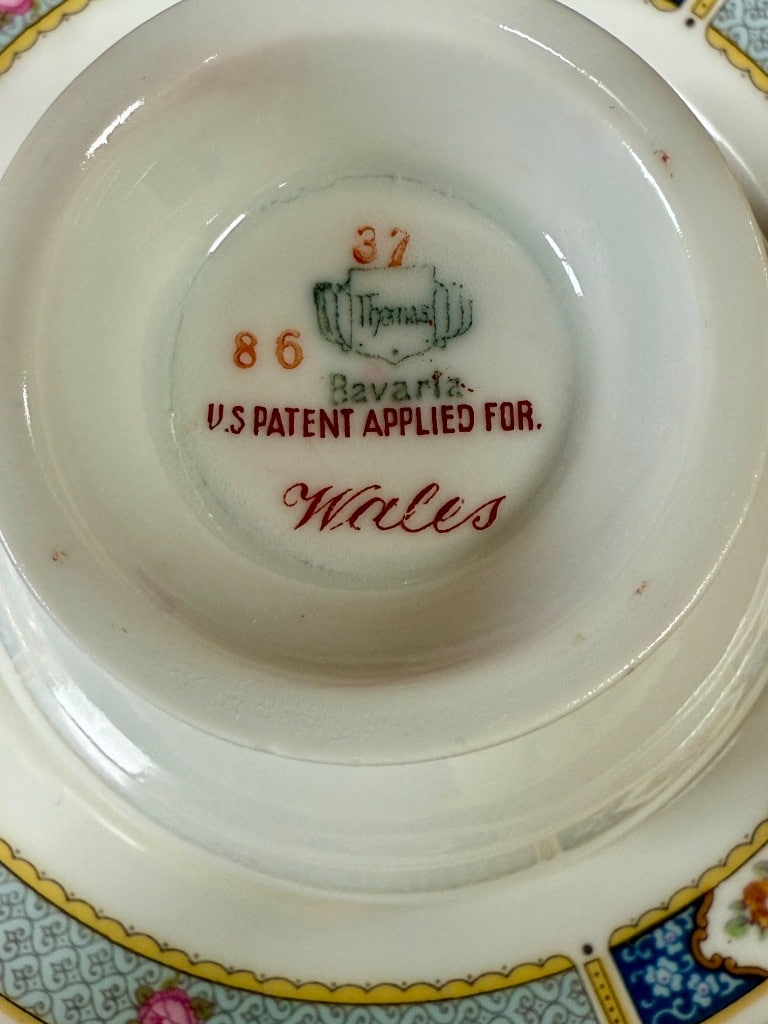 37
Thomas
86
Bavaria
U.S PATENT APPLIED FOR.
Wales